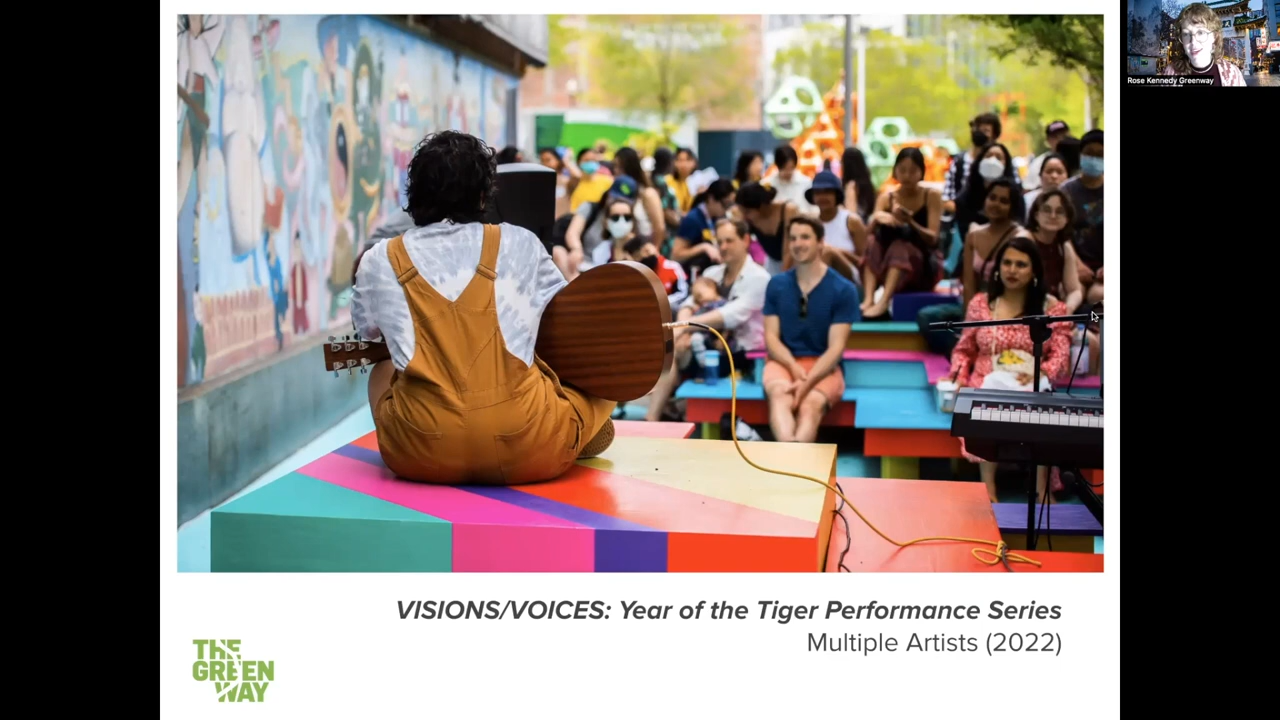 Rose Kennedy Greenway
VISIONS/VOICES: Year of the Tiger Performance Series
Multiple Artists (2022)
THE
GREEN
WAY